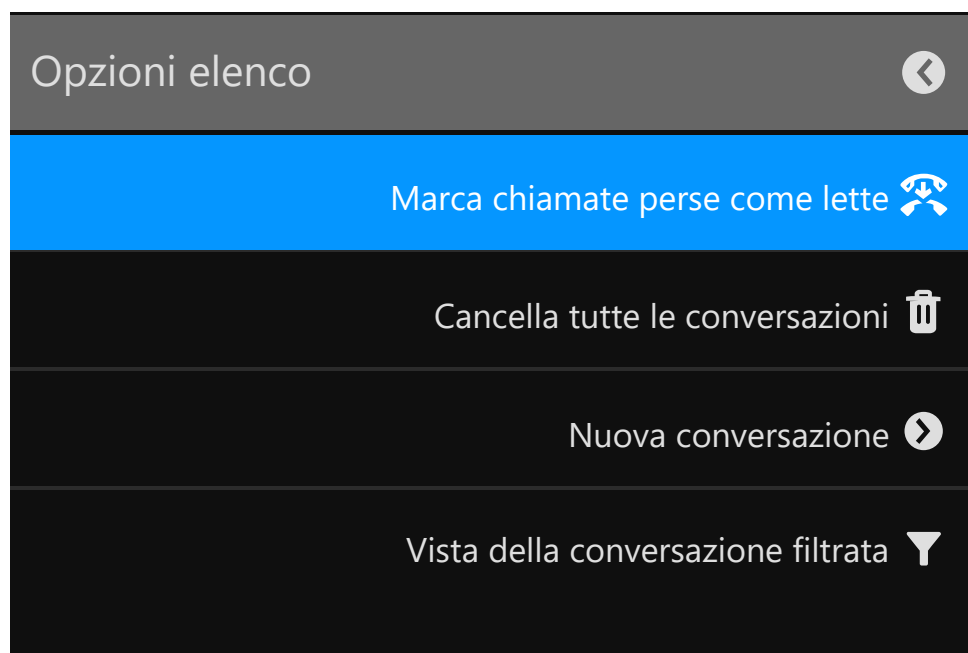 Opzioni elenco
Marca chiamate perse come lette
Cancella tutte le conversazioni
Nuova conversazione
Vista della conversazione filtrata